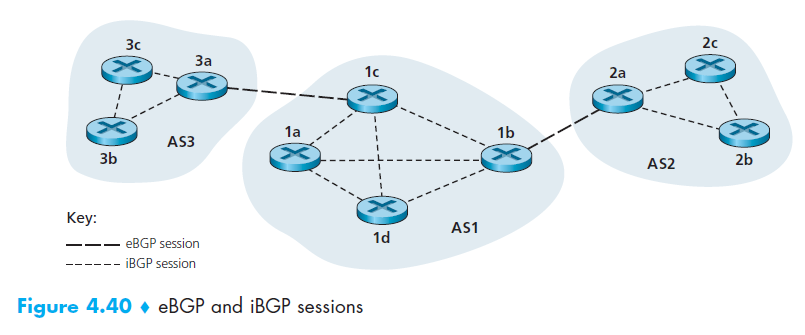 3c
3a
3b
AS3
1c
1a
1b
1d
AS1
2c
2a
2b
AS2
Key:
eBGP session
iBGP session
Figure 4.40 ♦ eBGP and iBGP sessions